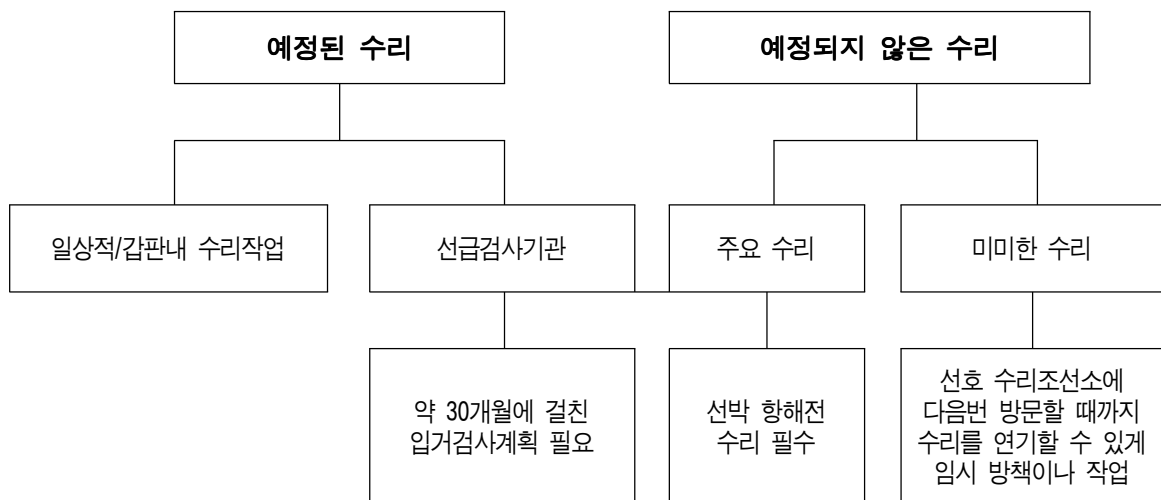 예정된 수리
예정되지 않은 수리
일상적/갑판내 수리작업
선급검사기관
주요 수리
미미한 수리
약 30개월에 걸친
입거검사계획 필요
선박 항해전
수리 필수
선호 수리조선소에
다음번 방문할 때까지
수리를 연기할 수 있게
임시 방책이나 작업